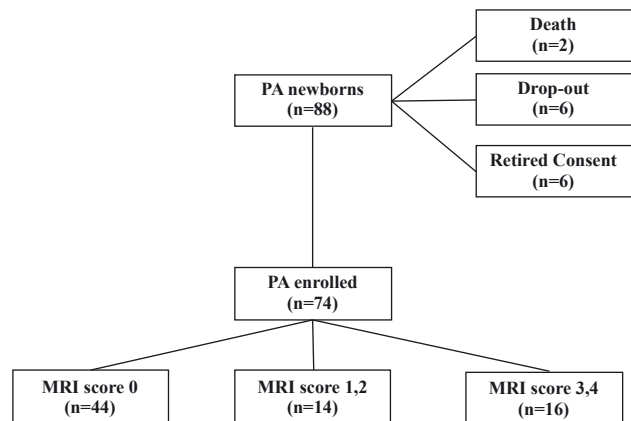 Death
(n=2)
PA newborns
(n=88)
Drop-out
(n=6)
Retired Consent
(n=6)
PA enrolled
(n=74)
MRI score 0
(n=44)
MRI score 1,2
(n=14)
MRI score 3,4
(n=16)